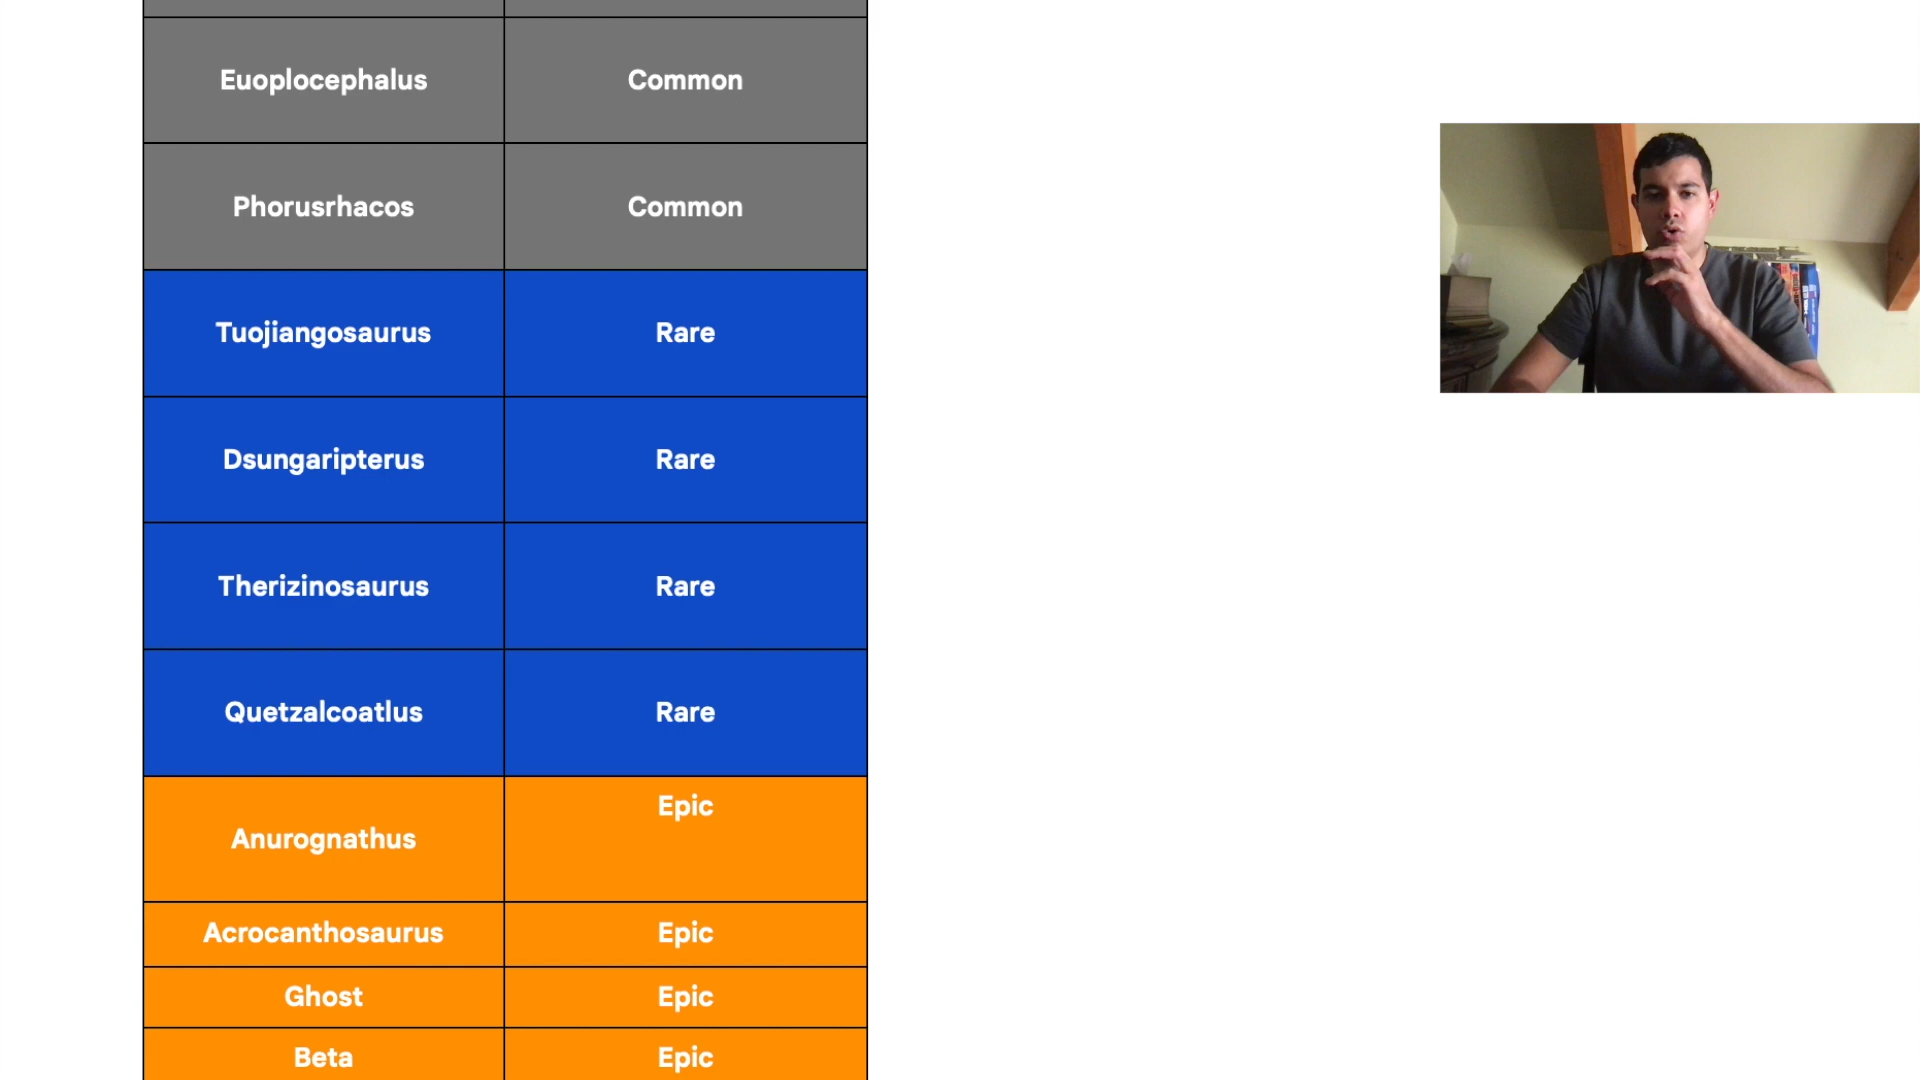 Euoplocephalus Common
Phorusrhacos Common
Tuojiangosaurus Rare
Dsungaripterus Rare
Therizinosaurus Rare
Quetzalcoatlus Rare
Anurognathus Epic
Acrocanthosaurus Epic
Ghost Epic
Beta Epic